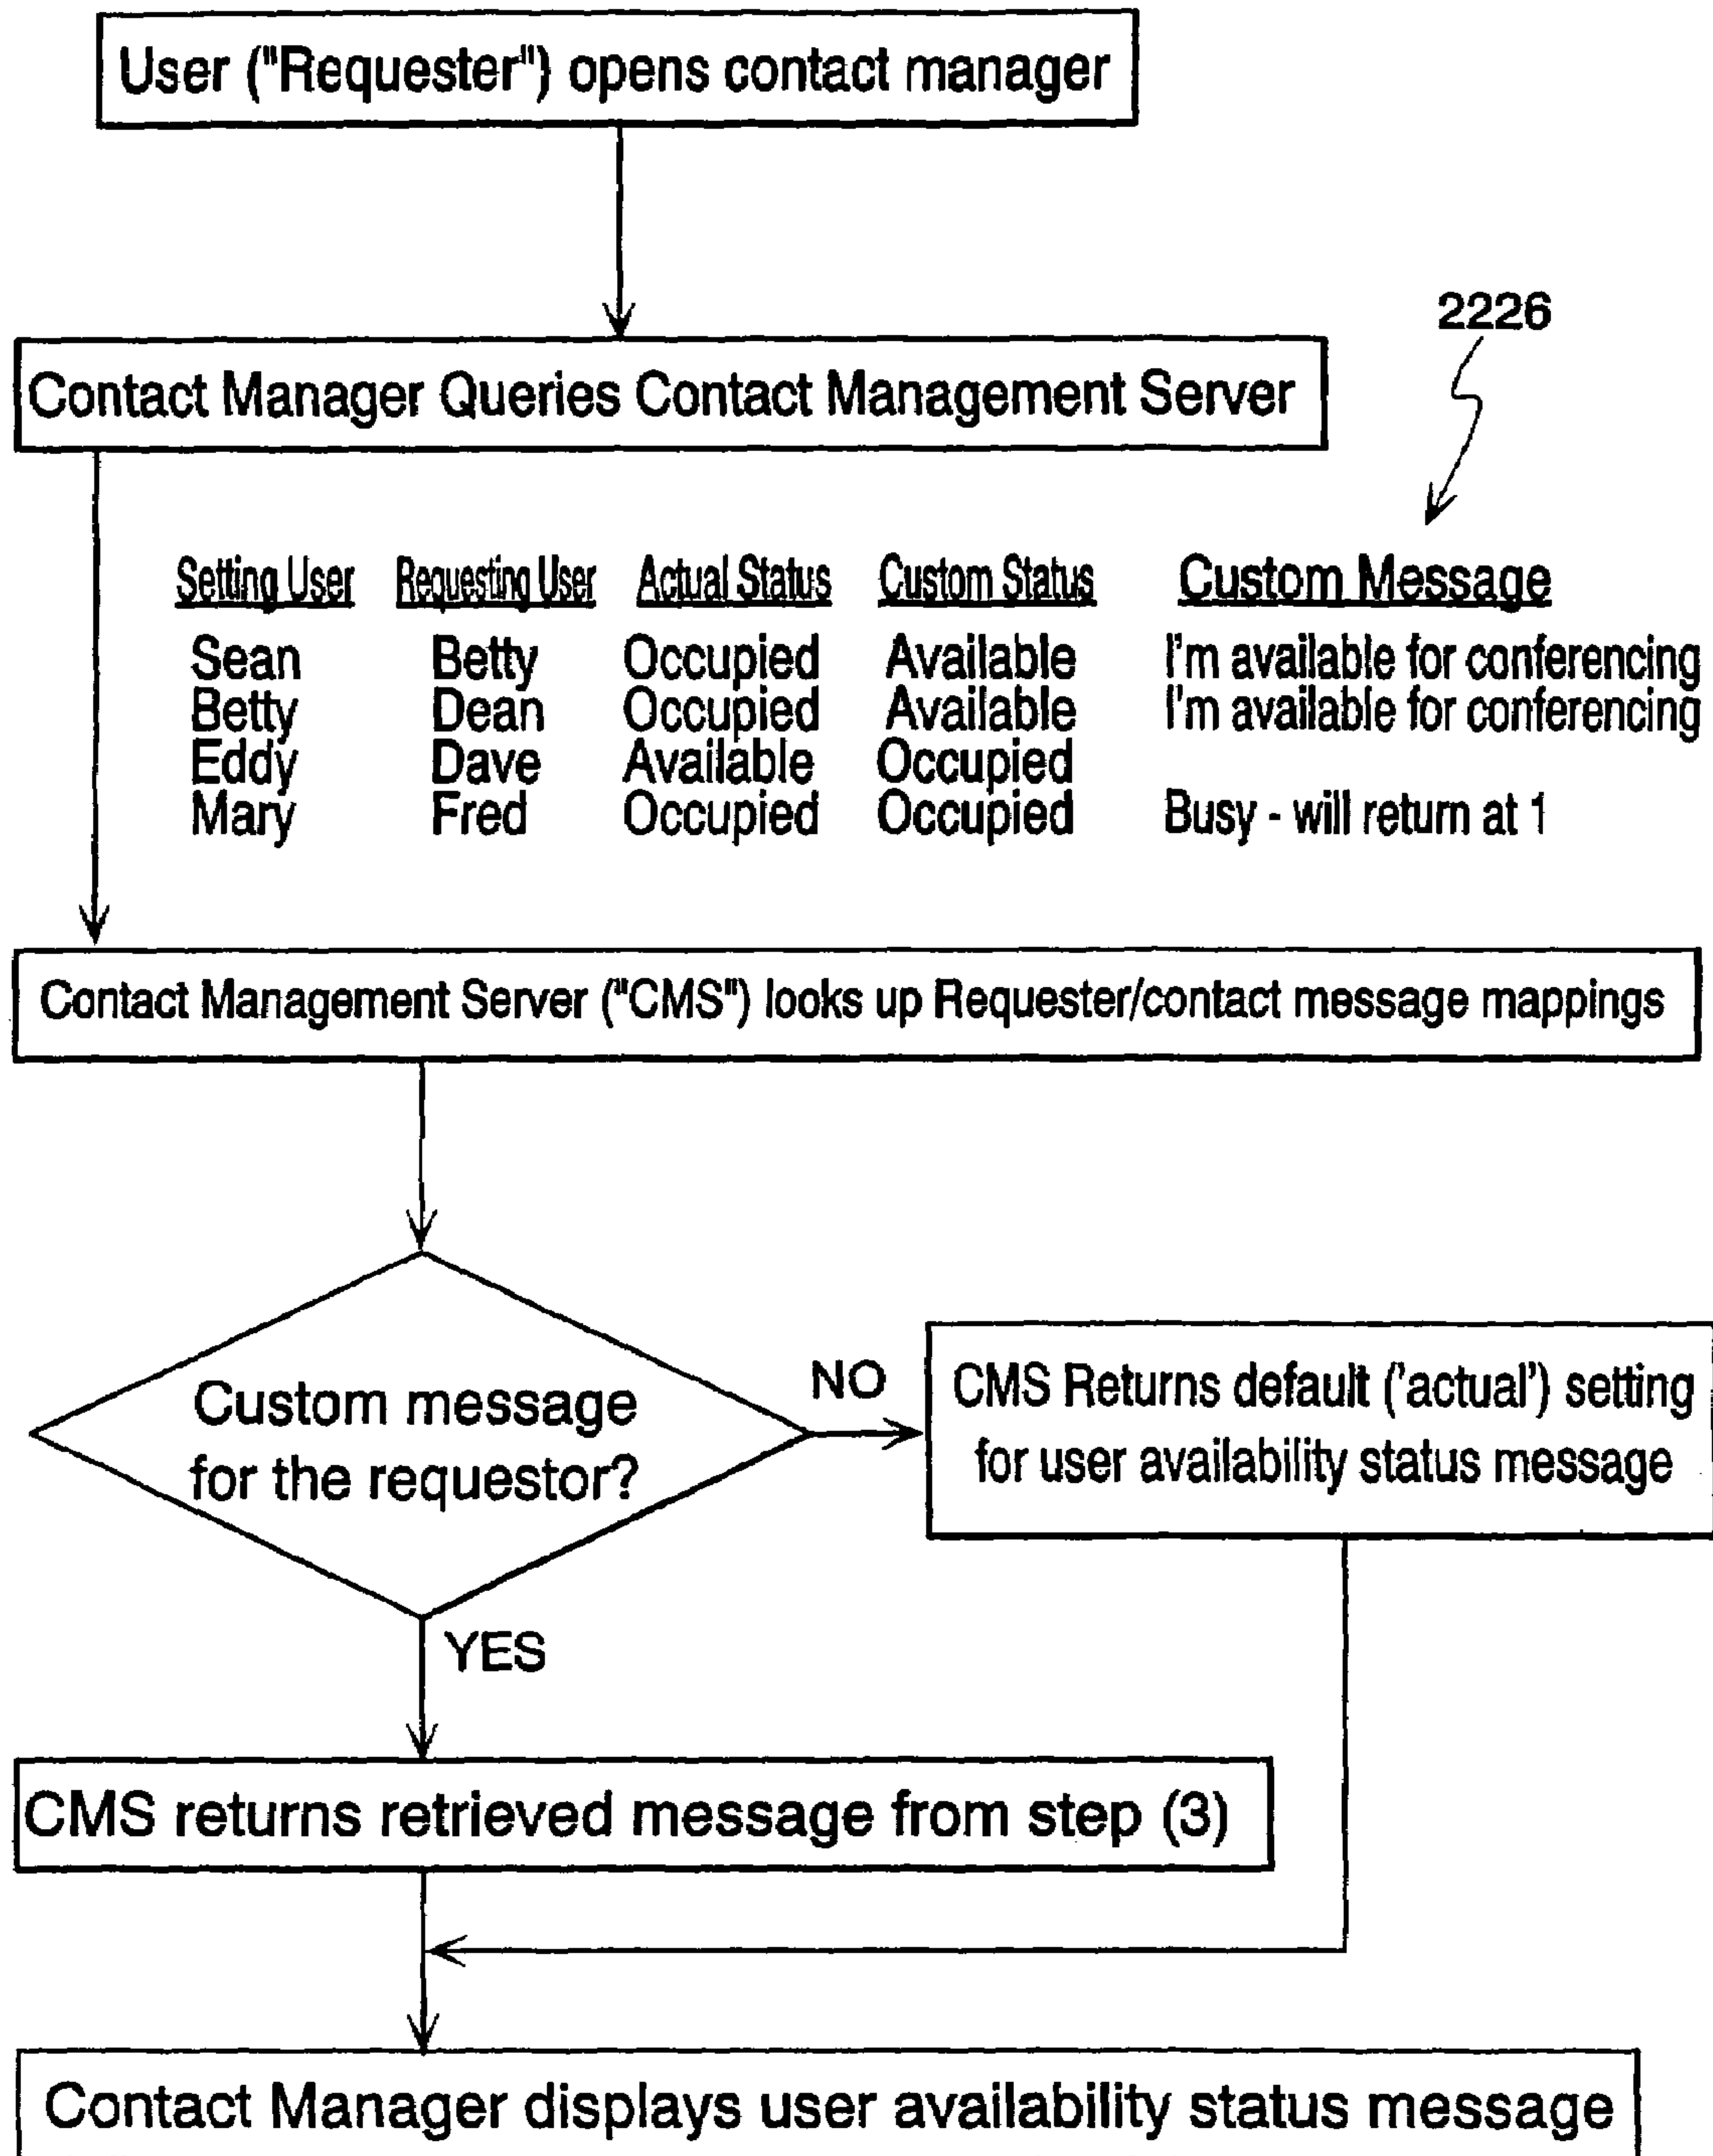 User ("Requester") opens contact manager
2226
Contact Manager Queries Contact Management Server
Setting User Requesting User Actual Status Custom Status Custom Message
Sean Betty Occupied Available I'm available for conferencing
Betty Dean Occupied Available I'm available for conferencing
Eddy Dave Available Occupied
Mary Fred Occupied Occupied Busy - will return at 1
Contact Management Server ("CMS") looks up Requester/contact message mappings
Custom message
for the requestor?
NO
CMS Returns default ('actual') setting
for user availability status message
YES
CMS returns retrieved message from step (3)
Contact Manager displays user availability status message